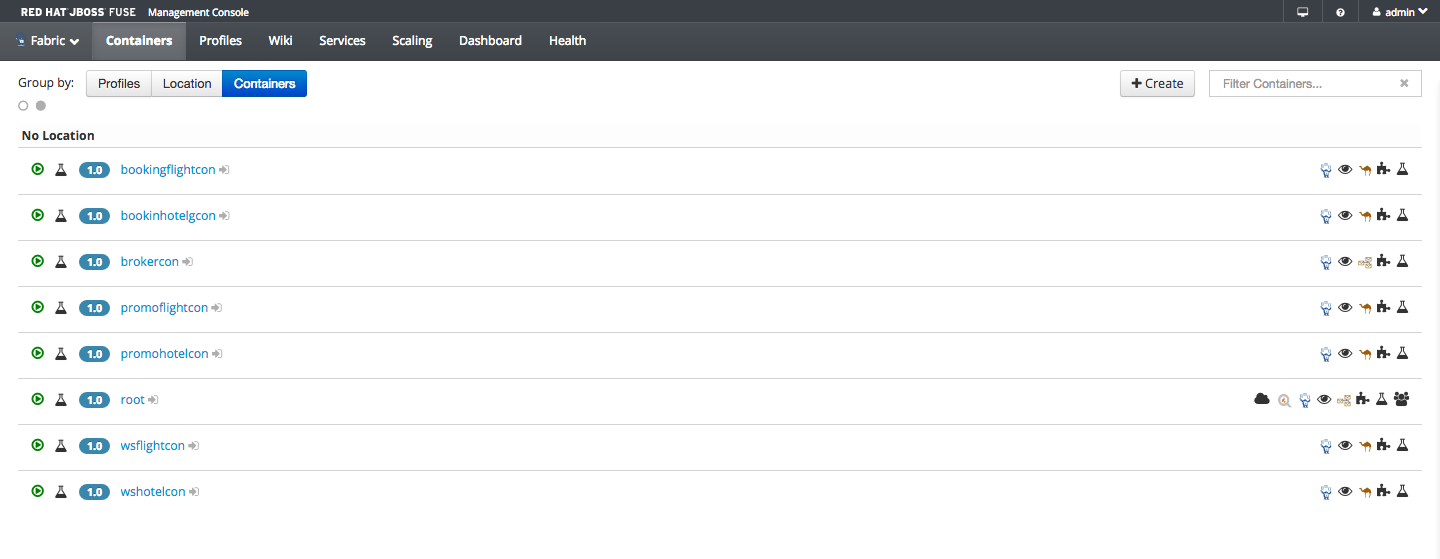 RED HAT JBOSS FUSE Management Console admin
Fabric Containers Profiles Wiki Services Scaling Dashboard Health
Group by: Profiles Location Containers Create Filter Containers...
No Location
1.0 bookingflightcon
1.0 bookinhotelgcon
1.0 brokercon
1.0 promoflightcon
1.0 promohotelcon
1.0 root
1.0 wsflightcon
1.0 wshotelcon